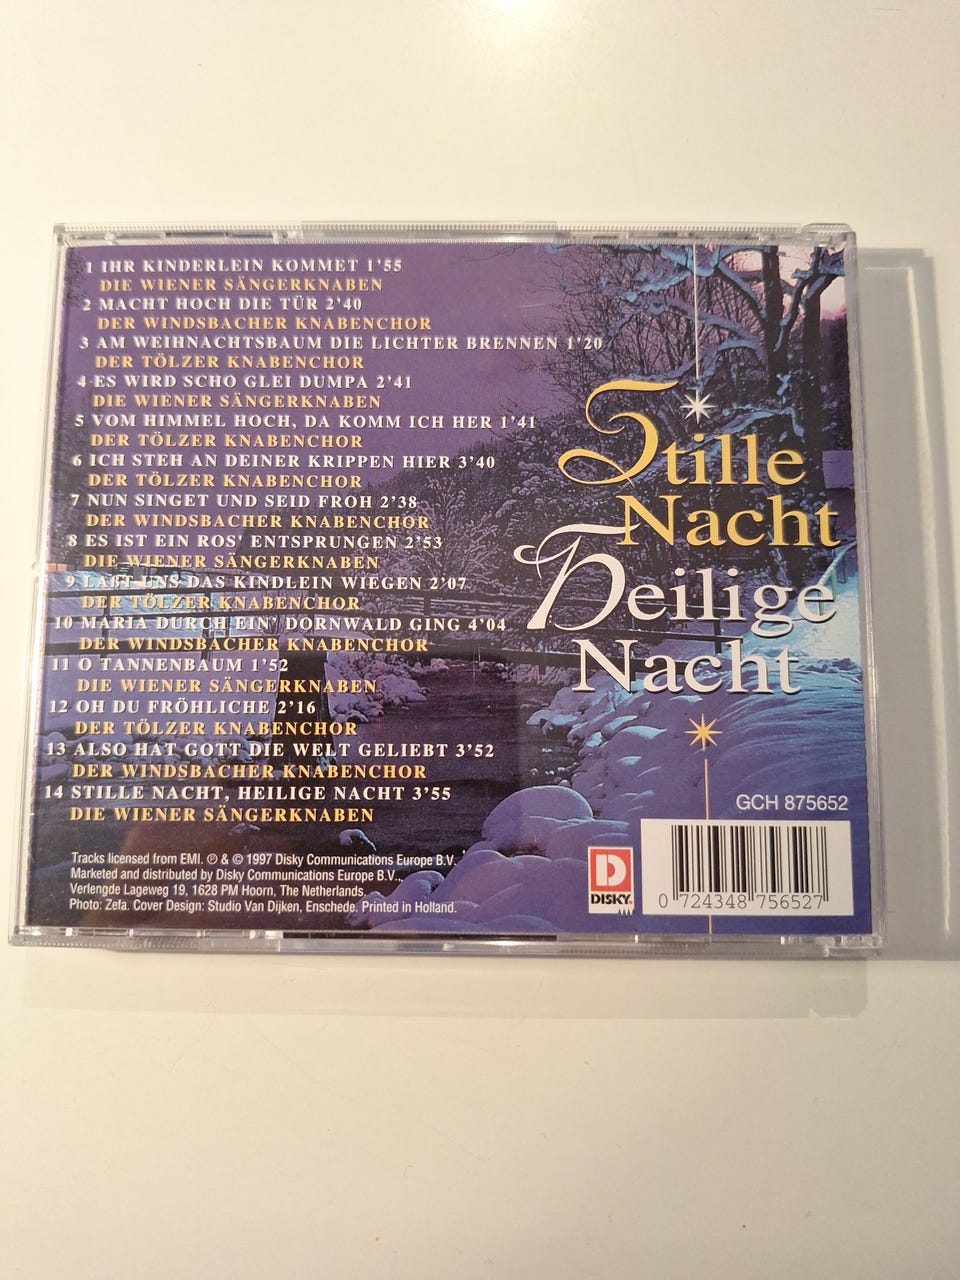 1 IHR KINDERLEIN KOMMET 1'55
DIE WIENER SÄNGERKNABEN
2 MACHT HOCH DIE TÜR 2'40
DER WINDSBACHER KNABENCHOR
3 AM WEIHNACHTSBAUM DIE LICHTER BRENNEN 1'20
DER TÖLZER KNABENCHOR
4 ES WIRD SCHO GLEI DUMPA 2'41
DIE WIENER SÄNGERKNABEN
5 VOM HIMMEL HOCH, DA KOMM ICH HER 1'41
DER TÖLZER KNABENCHOR
6 ICH STEH AN DEINER KRIPPEN HIER 3'40
DER TÖLZER KNABENCHOR
7 NUN SINGET UND SEID FROH 2'38
DER WINDSBACHER KNABENCHOR
8 ES IST EIN ROS' ENTSPRUNGEN 2'53
DIE WIENER SÄNGERKNABEN
9 LAßT UNS DAS KINDLEIN WIEGEN 2'07
DER TÖLZER KNABENCHOR
10 MARIA DURCH EIN' DORNWALD GING 4'04
DER WINDSBACHER KNABENCHOR
11 O TANNENBAUM 1'52
DIE WIENER SÄNGERKNABEN
12 OH DU FRÖHLICHE 2'16
DER TÖLZER KNABENCHOR
13 ALSO HAT GOTT DIE WELT GELIEBT 3'52
DER WINDSBACHER KNABENCHOR
14 STILLE NACHT, HEILIGE NACHT 3'55
DIE WIENER SÄNGERKNABEN
Stille
Nacht
Heilige
Nacht
Tracks licensed from EMI. ℗ & © 1997 Disky Communications Europe B.V.
Marketed and distributed by Disky Communications Europe B.V.,
Verlengde Lageweg 19, 1628 PM Hoorn, The Netherlands
Photo: Zefa. Cover Design: Studio Van Dijken, Enschede. Printed in Holland.
GCH 875652
D
DISKY
0 724348 756527